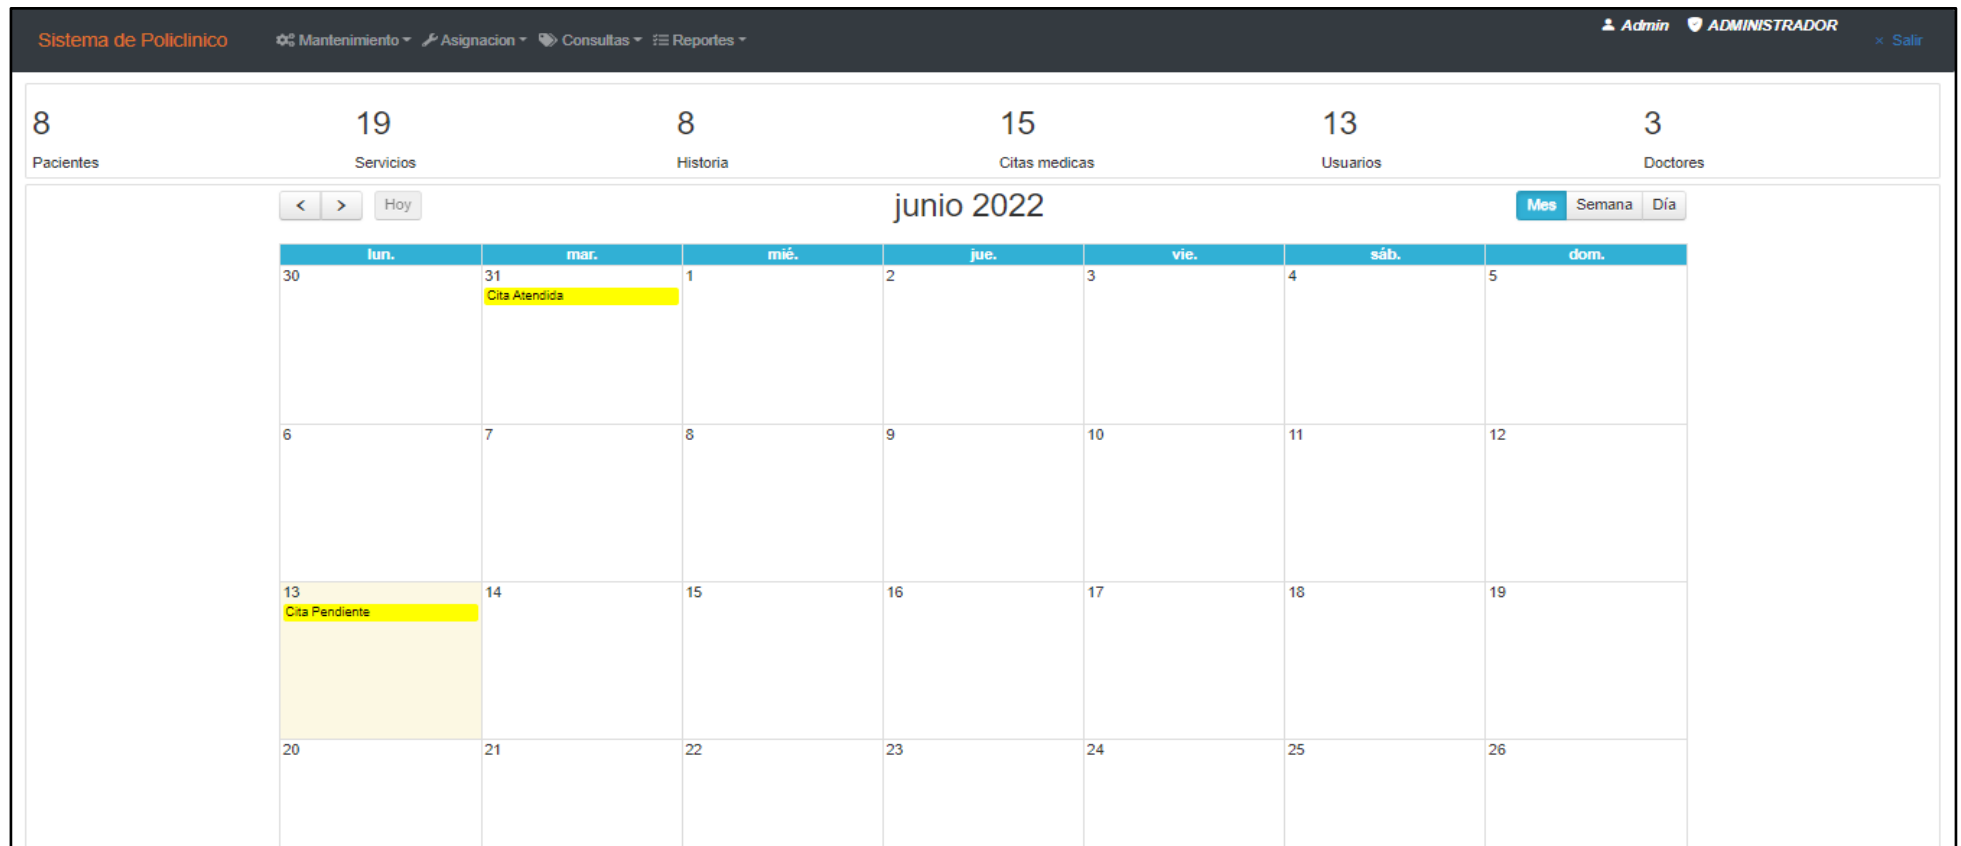 Sistema de Policlinico Mantenimiento Asignacion Consultas Reportes Admin ADMINISTRADOR × Salir
8 19 8 15 13 3
Pacientes Servicios Historia Citas medicas Usuarios Doctores
< > Hoy junio 2022 Mes Semana Día
lun. mar. mié. jue. vie. sáb. dom.
30 31 1 2 3 4 5
Cita Atendida
6 7 8 9 10 11 12
13 14 15 16 17 18 19
Cita Pendiente
20 21 22 23 24 25 26